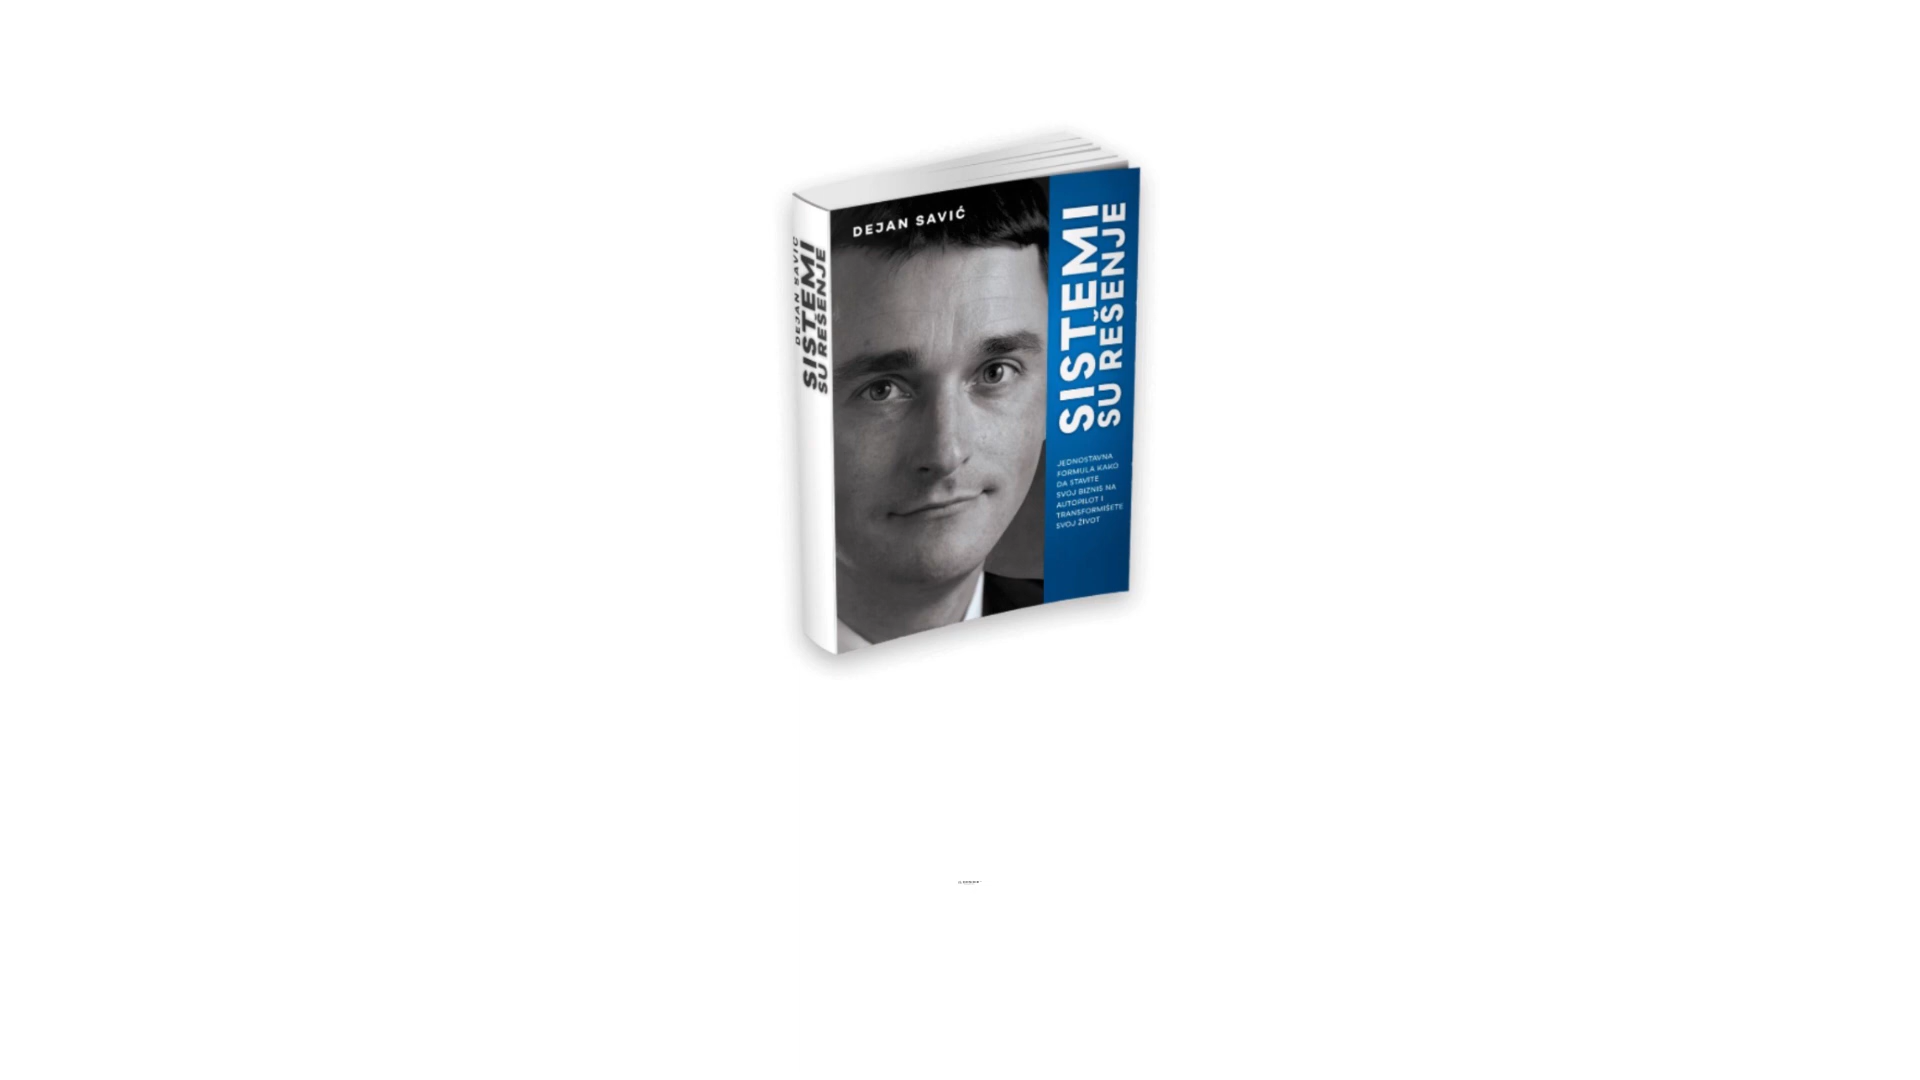 DEJAN SAVIĆ
SISTEMI
SU REŠENJE
DEJAN SAVIĆ
SISTEMI
SU REŠENJE
JEDNOSTAVNA
FORMULA KAKO
DA STAVITE
SVOJ BIZNIS NA
AUTOPILOT I
TRANSFORMIŠETE
SVOJ ŽIVOT